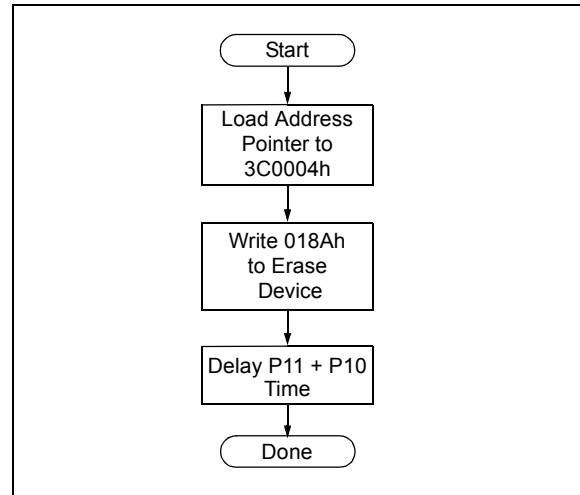 Start
Load Address
Pointer to
3C0004h
Write 018Ah
to Erase
Device
Delay P11 + P10
Time
Done